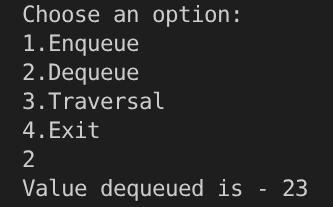 Choose an option:
1.Enqueue
2.Dequeue
3.Traversal
4.Exit
2
Value dequeued is - 23